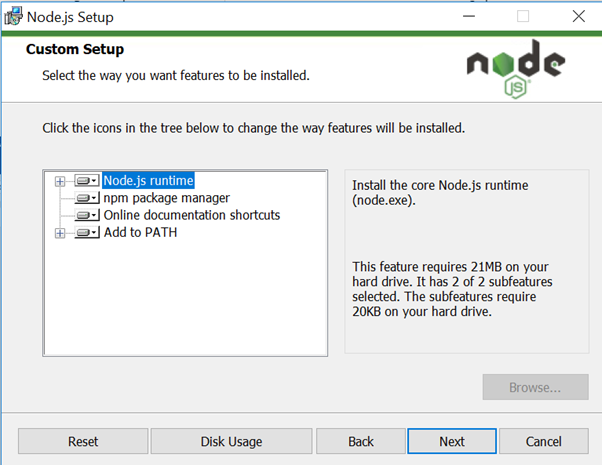 Node.js Setup
Custom Setup
Select the way you want features to be installed.
node
JS
Click the icons in the tree below to change the way features will be installed.
Node.js runtime
npm package manager
Online documentation shortcuts
Add to PATH
Install the core Node.js runtime
(node.exe).
This feature requires 21MB on your
hard drive. It has 2 of 2 subfeatures
selected. The subfeatures require
20KB on your hard drive.
Browse...
Reset
Disk Usage
Back
Next
Cancel